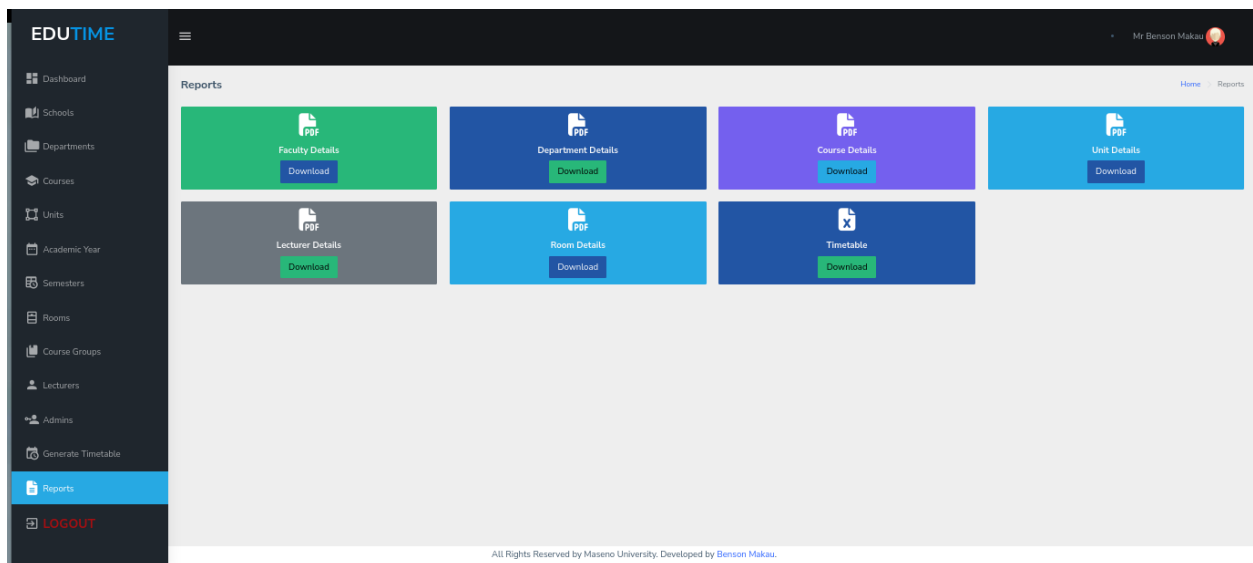 EDUTIME
Mr Benson Makau
Dashboard
Schools
Departments
Courses
Units
Academic Year
Semesters
Rooms
Course Groups
Lecturers
Admins
Generate Timetable
Reports
LOGOUT
Reports
Home > Reports
PDF
Faculty Details
Download
PDF
Department Details
Download
PDF
Course Details
Download
PDF
Unit Details
Download
PDF
Lecturer Details
Download
PDF
Room Details
Download
X
Timetable
Download
All Rights Reserved by Maseno University. Developed by Benson Makau.